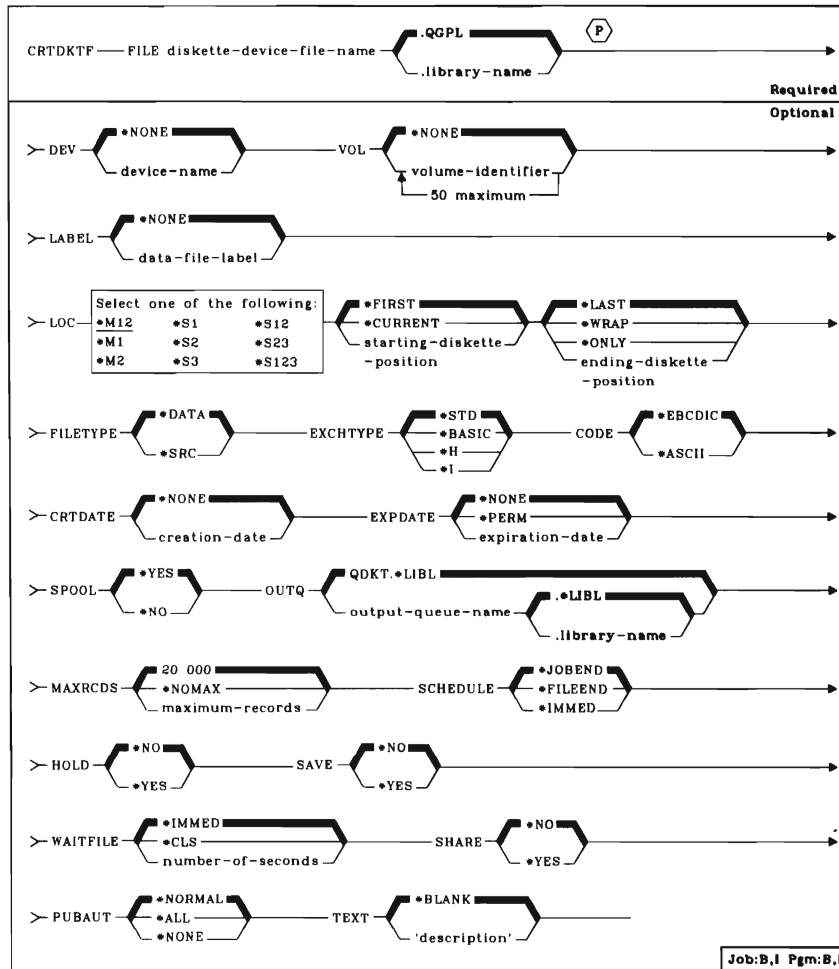 .QGPL P
CRTDKTF FILE diskette-device-file-name
.library-name
Required
Optional
*NONE *NONE
DEV VOL
device-name volume-identifier
50 maximum
*NONE
LABEL
data-file-label
Select one of the following: *FIRST *LAST
LOC *M12 *S1 *S12 *CURRENT *WRAP
*M1 *S2 *S23 starting-diskette *ONLY
*M2 *S3 *S123 -position ending-diskette
-position
*DATA *STD *EBCDIC
FILETYPE EXCHTYPE *BASIC CODE
*SRC *H *ASCII
*I
*NONE *NONE
CRTDATE EXPDATE *PERM
creation-date expiration-date
*YES QDKT.*LIBL
SPOOL OUTQ
*NO output-queue-name .*LIBL
.library-name
20 000 *JOBEND
MAXRCDS *NOMAX SCHEDULE *FILEEND
maximum-records *IMMED
*NO *NO
HOLD SAVE
*YES *YES
*IMMED *NO
WAITFILE *CLS SHARE
number-of-seconds *YES
*NORMAL *BLANK
PUBAUT *ALL TEXT
*NONE 'description'
Job:B,I Pgm:B,